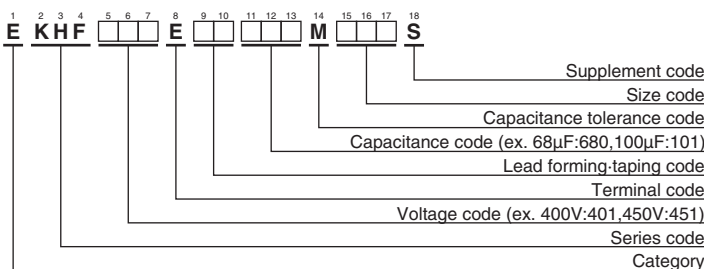 1 2 3 4 5 6 7 8 9 10 11 12 13 14 15 16 17 18
E KHF E M S
Supplement code
Size code
Capacitance tolerance code
Capacitance code (ex. 68μF:680,100μF:101)
Lead forming·taping code
Terminal code
Voltage code (ex. 400V:401,450V:451)
Series code
Category